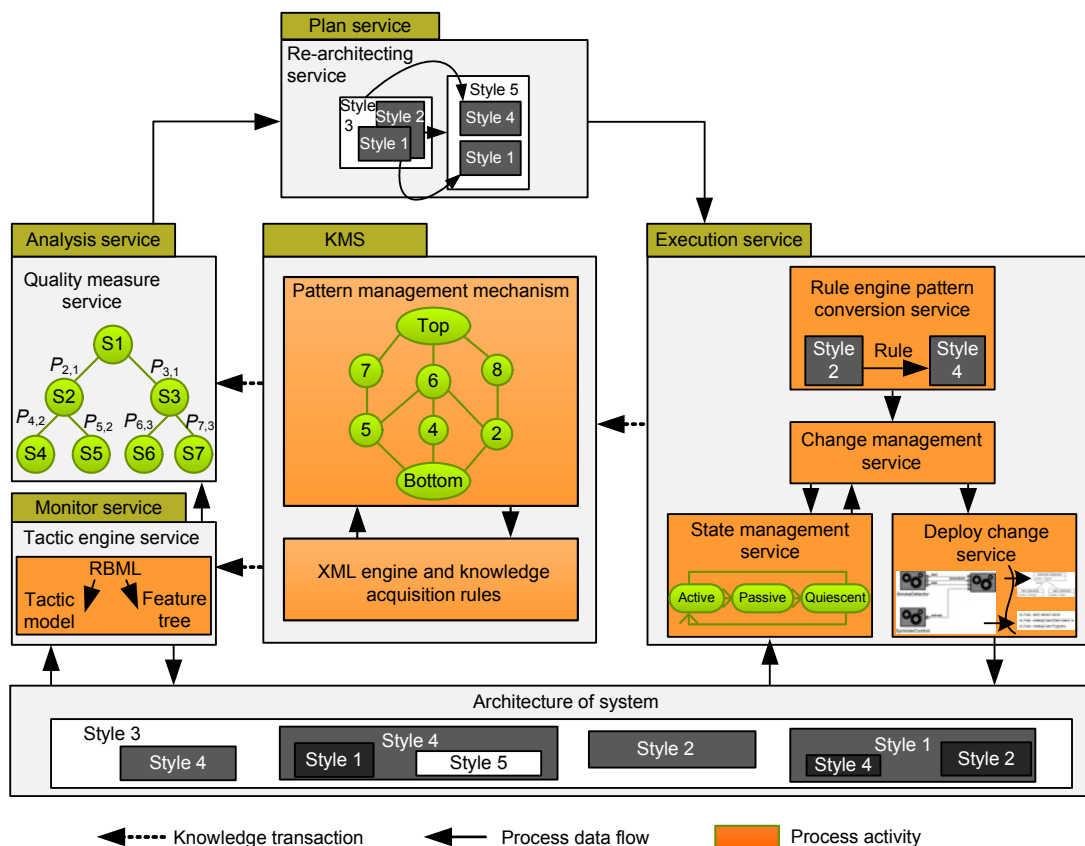 Plan service
Re-architecting
service
Style
3
Style 2
Style 1
Style 5
Style 4
Style 1
Analysis service
Quality measure
service
S1
P2,1
P3,1
S2
S3
P4,2
P5,2
P6,3
P7,3
S4
S5
S6
S7
Monitor service
Tactic engine service
RBML
Tactic
model
Feature
tree
KMS
Pattern management mechanism
Top
7
6
8
5
4
2
Bottom
XML engine and knowledge
acquisition rules
Execution service
Rule engine pattern
conversion service
Style
2
Rule
Style
4
Change management
service
State management
service
Active
Passive
Quiescent
Deploy change
service
SmokeDetector
SprinklerControl
Architecture of system
Style 3
Style 4
Style 4
Style 1
Style 5
Style 2
Style 1
Style 4
Style 2
Knowledge transaction
Process data flow
Process activity